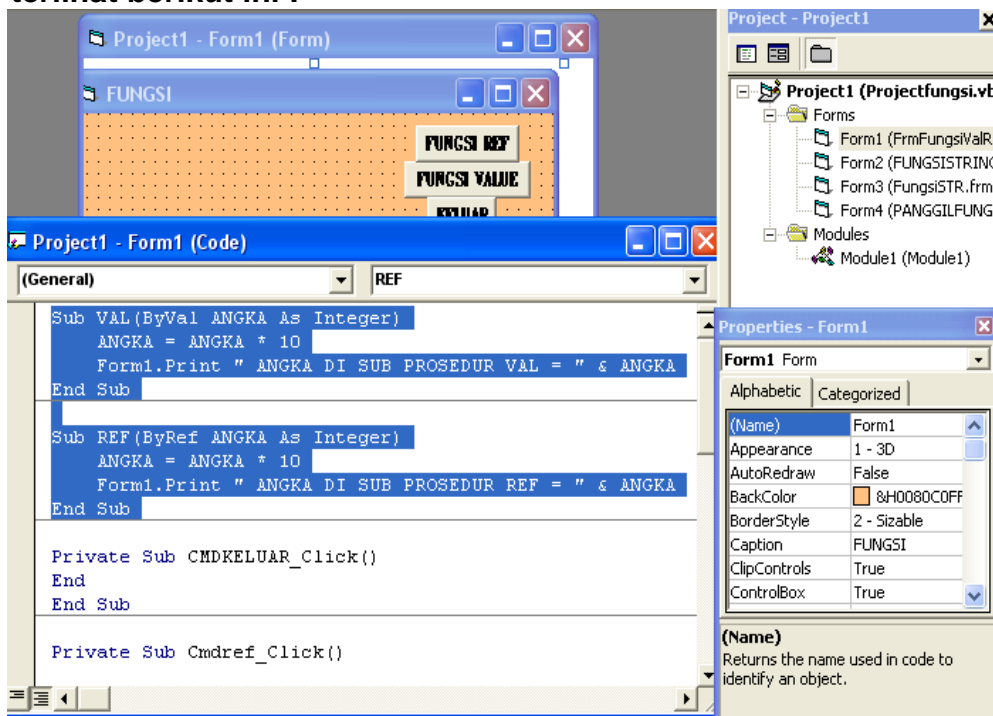 Project1 - Form1 (Form)
FUNGSI
FUNGSI REF
FUNGSI VALUE
KELUAR
Project1 - Form1 (Code)
(General)
REF
Sub VAL(ByVal ANGKA As Integer)
ANGKA = ANGKA * 10
Form1.Print " ANGKA DI SUB PROSEDUR VAL = " & ANGKA
End Sub
Sub REF(ByRef ANGKA As Integer)
ANGKA = ANGKA * 10
Form1.Print " ANGKA DI SUB PROSEDUR REF = " & ANGKA
End Sub
Private Sub CMDKELUAR_Click()
End
End Sub
Private Sub Cmdref_Click()
Project - Project1
Project1 (Projectfungsi.vb
Forms
Form1 (FrmFungsiValR
Form2 (FUNGSISTRING
Form3 (FungsiSTR.frm
Form4 (PANGGILFUNG
Modules
Module1 (Module1)
Properties - Form1
Form1 Form
Alphabetic Categorized
(Name) Form1
Appearance 1 - 3D
AutoRedraw False
BackColor &H0080C0FF
BorderStyle 2 - Sizable
Caption FUNGSI
ClipControls True
ControlBox True
(Name)
Returns the name used in code to
identify an object.